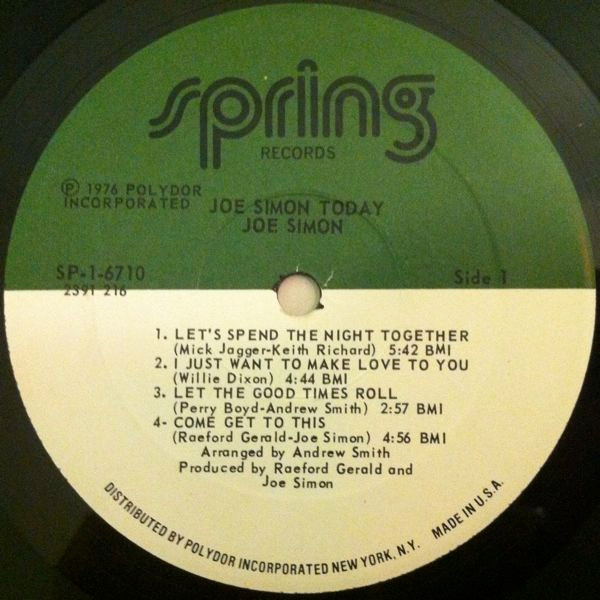 spring
RECORDS
℗ 1976 POLYDOR
INCORPORATED
JOE SIMON TODAY
JOE SIMON
SP-1-6710
2391 216
Side 1
1. LET'S SPEND THE NIGHT TOGETHER
(Mick Jagger-Keith Richard) 5:42 BMI
2. I JUST WANT TO MAKE LOVE TO YOU
(Willie Dixon) 4:44 BMI
3. LET THE GOOD TIMES ROLL
(Perry Boyd-Andrew Smith) 2:57 BMI
4- COME GET TO THIS
(Raeford Gerald-Joe Simon) 4:56 BMI
Arranged by Andrew Smith
Produced by Raeford Gerald and
Joe Simon
DISTRIBUTED BY POLYDOR INCORPORATED NEW YORK, N.Y. MADE IN U.S.A.